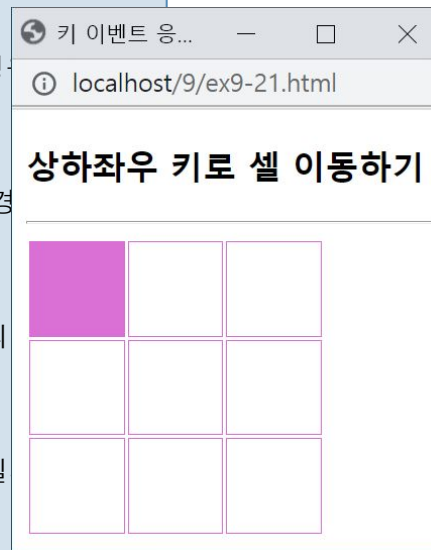 키 이벤트 응...
localhost/9/ex9-21.html
상하좌우 키로 셀 이동하기